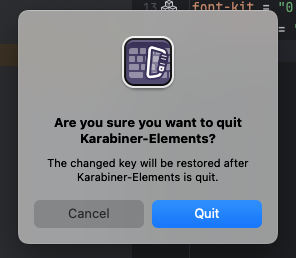 13
font-kit = "0
= "
Are you sure you want to quit
Karabiner-Elements?
The changed key will be restored after
Karabiner-Elements is quit.
Cancel
Quit